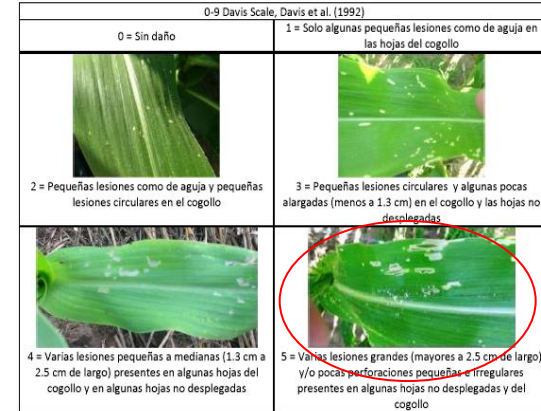 0-9 Davis Scale, Davis et al. (1992)
0 = Sin daño
1 = Solo algunas pequeñas lesiones como de aguja en
las hojas del cogollo
2 = Pequeñas lesiones como de aguja y pequeñas
lesiones circulares en el cogollo
3 = Pequeñas lesiones circulares y algunas pocas
alargadas (menos a 1.3 cm) en el cogollo y las hojas no
desplegadas
4 = Varias lesiones pequeñas a medianas (1.3 cm a
2.5 cm de largo) presentes en algunas hojas del
cogollo y en algunas hojas no desplegadas
5 = Varias lesiones grandes (mayores a 2.5 cm de largo)
y/o pocas perforaciones pequeñas e irregulares
presentes en algunas hojas no desplegadas y del
cogollo